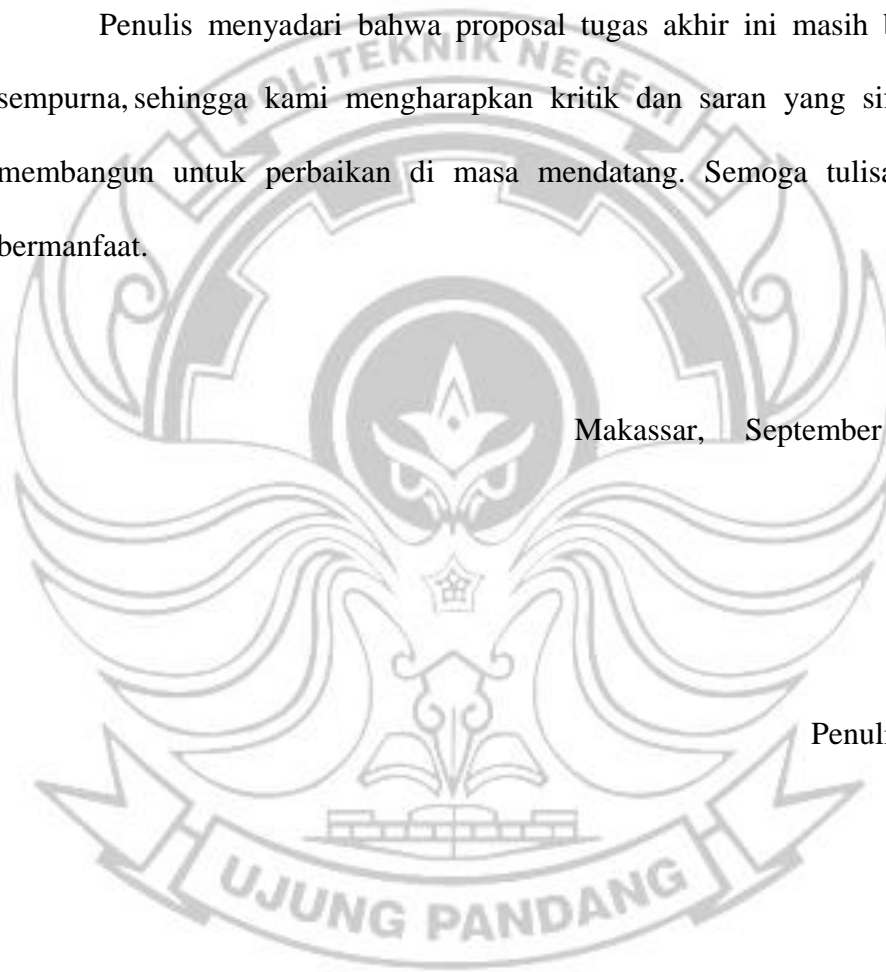 Penulis menyadari bahwa proposal tugas akhir ini masih
sempurna, sehingga kami mengharapkan kritik dan saran yang
membangun untuk perbaikan di masa mendatang. Semoga
bermanfaat.
Makassar, September
POLITEKNIK NEGERI
UJUNG PANDANG